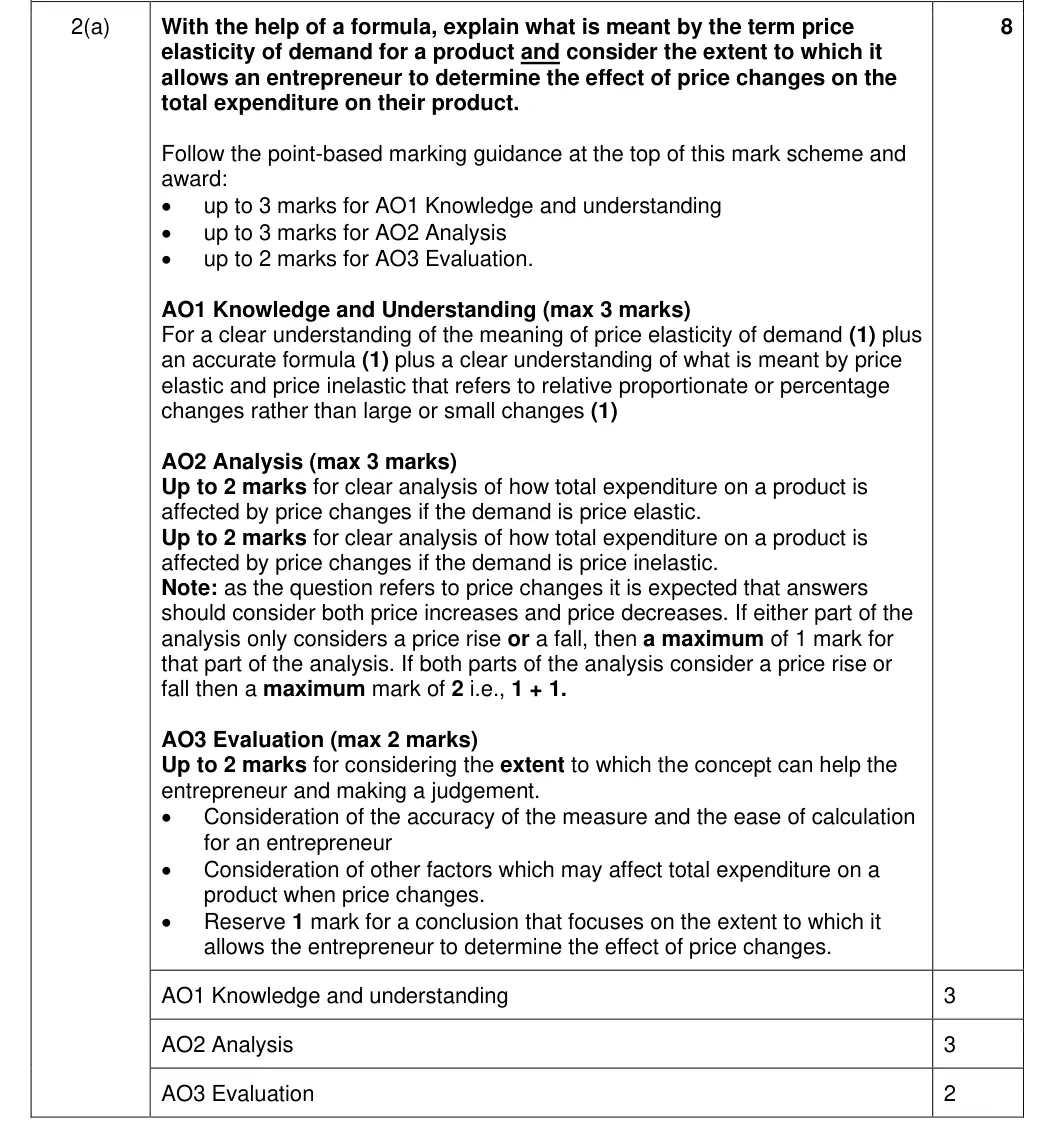 2(a)
With the help of a formula, explain what is meant by the term price
elasticity of demand for a product and consider the extent to which it
allows an entrepreneur to determine the effect of price changes on the
total expenditure on their product.
8
Follow the point-based marking guidance at the top of this mark scheme and
award:
• up to 3 marks for AO1 Knowledge and understanding
• up to 3 marks for AO2 Analysis
• up to 2 marks for AO3 Evaluation.
AO1 Knowledge and Understanding (max 3 marks)
For a clear understanding of the meaning of price elasticity of demand (1) plus
an accurate formula (1) plus a clear understanding of what is meant by price
elastic and price inelastic that refers to relative proportionate or percentage
changes rather than large or small changes (1)
AO2 Analysis (max 3 marks)
Up to 2 marks for clear analysis of how total expenditure on a product is
affected by price changes if the demand is price elastic.
Up to 2 marks for clear analysis of how total expenditure on a product is
affected by price changes if the demand is price inelastic.
Note: as the question refers to price changes it is expected that answers
should consider both price increases and price decreases. If either part of the
analysis only considers a price rise or a fall, then a maximum of 1 mark for
that part of the analysis. If both parts of the analysis consider a price rise or
fall then a maximum mark of 2 i.e., 1 + 1.
AO3 Evaluation (max 2 marks)
Up to 2 marks for considering the extent to which the concept can help the
entrepreneur and making a judgement.
• Consideration of the accuracy of the measure and the ease of calculation
for an entrepreneur
• Consideration of other factors which may affect total expenditure on a
product when price changes.
• Reserve 1 mark for a conclusion that focuses on the extent to which it
allows the entrepreneur to determine the effect of price changes.
AO1 Knowledge and understanding 3
AO2 Analysis 3
AO3 Evaluation 2